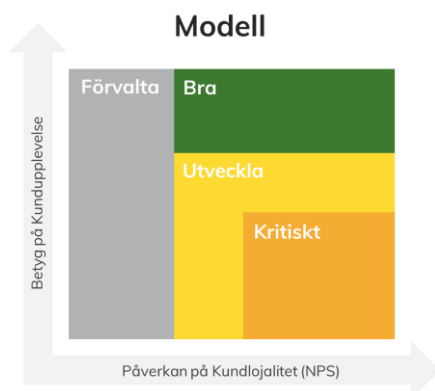 Modell
Förvalta
Bra
Utveckla
Kritiskt
Betyg på Kundupplevelse
Påverkan på Kundlojalitet (NPS)